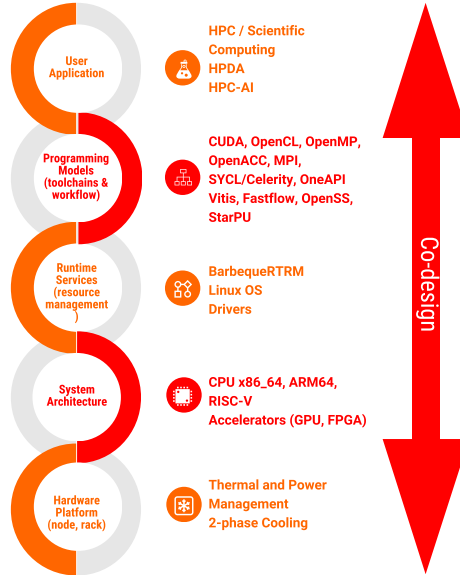 User
Application
HPC / Scientific
Computing
HPDA
HPC-AI
Programming
Models
(toolchains &
workflow)
CUDA, OpenCL, OpenMP,
OpenACC, MPI,
SYCL/Celerity, OneAPI
Vitis, Fastflow, OpenSS,
StarPU
Runtime
Services
(resource
management
)
BarbequeRTRM
Linux OS
Drivers
System
Architecture
CPU x86_64, ARM64,
RISC-V
Accelerators (GPU, FPGA)
Hardware
Platform
(node, rack)
Thermal and Power
Management
2-phase Cooling
Co-design